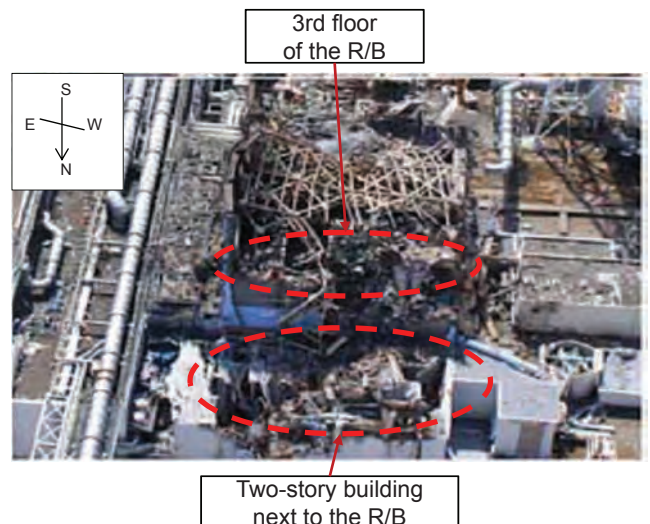 3rd floor
of the R/B
S
E
W
N
Two-story building
next to the R/B